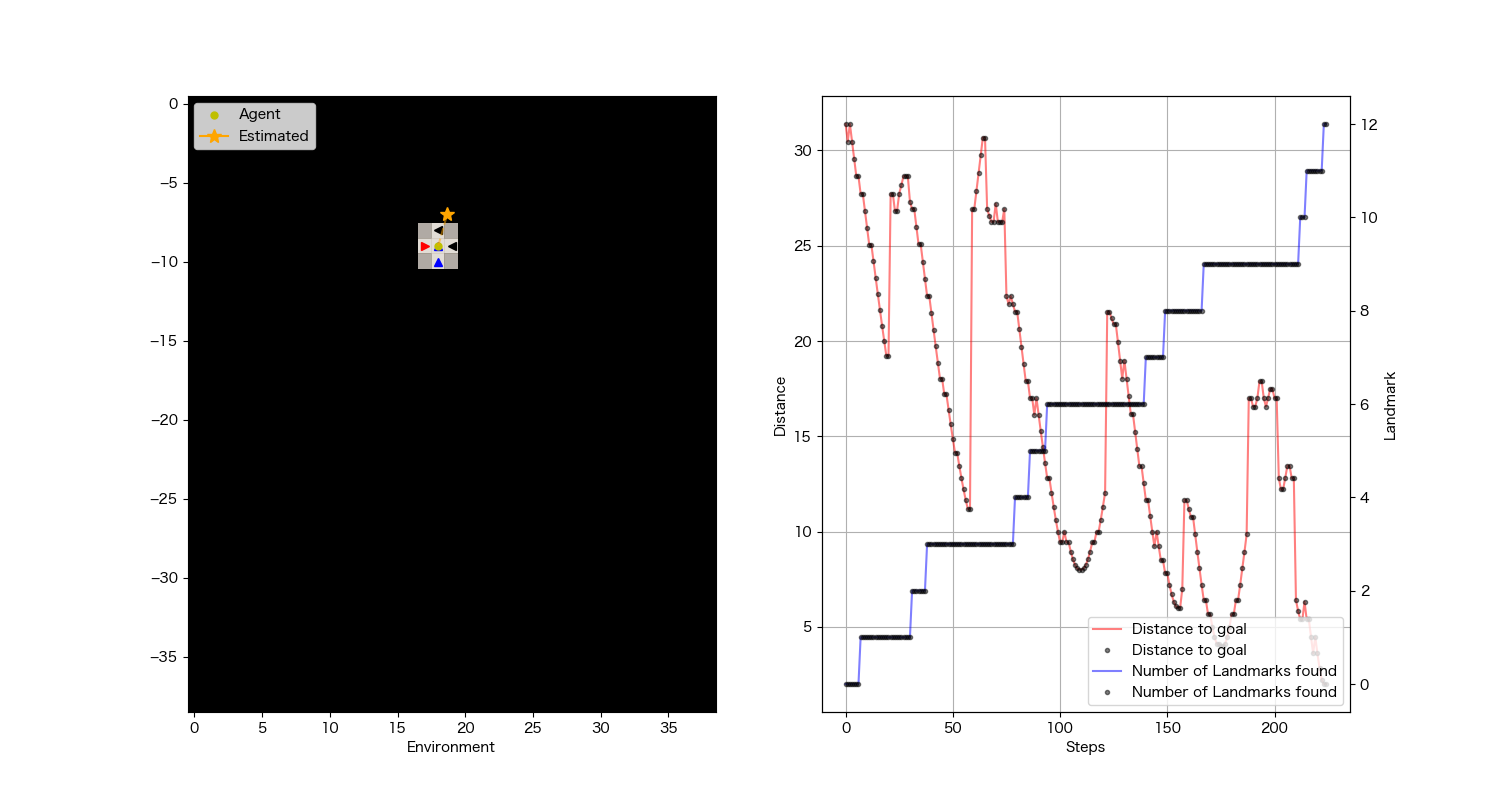 Agent
Estimated
0
−5
−10
−15
−20
−25
−30
−35
0 5 10 15 20 25 30 35
Environment
30
25
20
15
10
5
Distance
12
10
8
6
4
2
0
Landmark
Distance to goal
Distance to goal
Number of Landmarks found
Number of Landmarks found
0 50 100 150 200
Steps